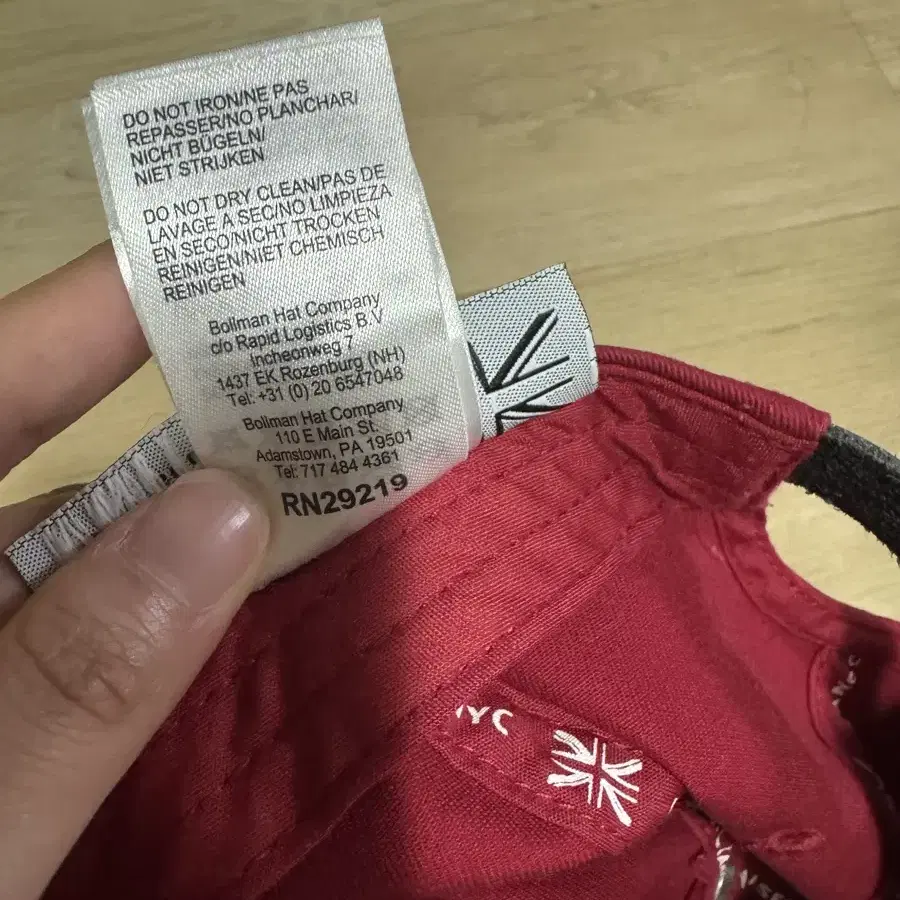 DO NOT IRON/NE PAS
REPASSER/NO PLANCHAR/
NICHT BÜGELN/
NIET STRIJKEN
DO NOT DRY CLEAN/PAS DE
LAVAGE A SEC/NO LIMPIEZA
EN SECO/NICHT TROCKEN
REINIGEN/NIET CHEMISCH
REINIGEN
Bollman Hat Company
c/o Rapid Logistics B.V
Incheonweg 7
1437 EK Rozenburg (NH)
Tel: +31 (0) 20 6547048
Bollman Hat Company
110 E Main St.
Adamstown, PA 19501
Tel: 717 484 4361
RN29219
YC